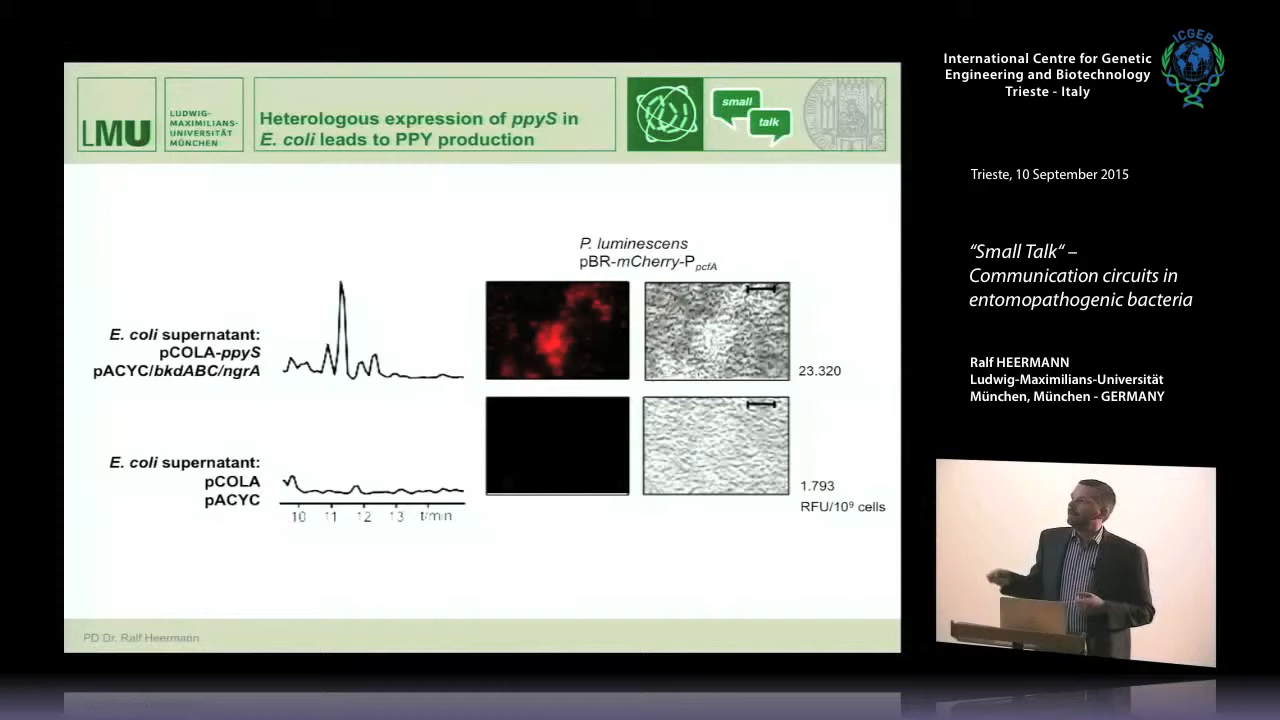 LMU
LUDWIG-
MAXIMILIANS-
UNIVERSITÄT
MÜNCHEN
Heterologous expression of ppyS in
E. coli leads to PPY production
small
talk
P. luminescens
pBR-mCherry-PpcfA
E. coli supernatant:
pCOLA-ppyS
pACYC/bkdABC/ngrA
23.320
E. coli supernatant:
pCOLA
pACYC
1.793
RFU/10⁹ cells
10 11 12 13 t/min
PD Dr. Ralf Heermann
ICGEB
International Centre for Genetic
Engineering and Biotechnology
Trieste - Italy
Trieste, 10 September 2015
“Small Talk“ –
Communication circuits in
entomopathogenic bacteria
Ralf HEERMANN
Ludwig-Maximilians-Universität
München, München - GERMANY